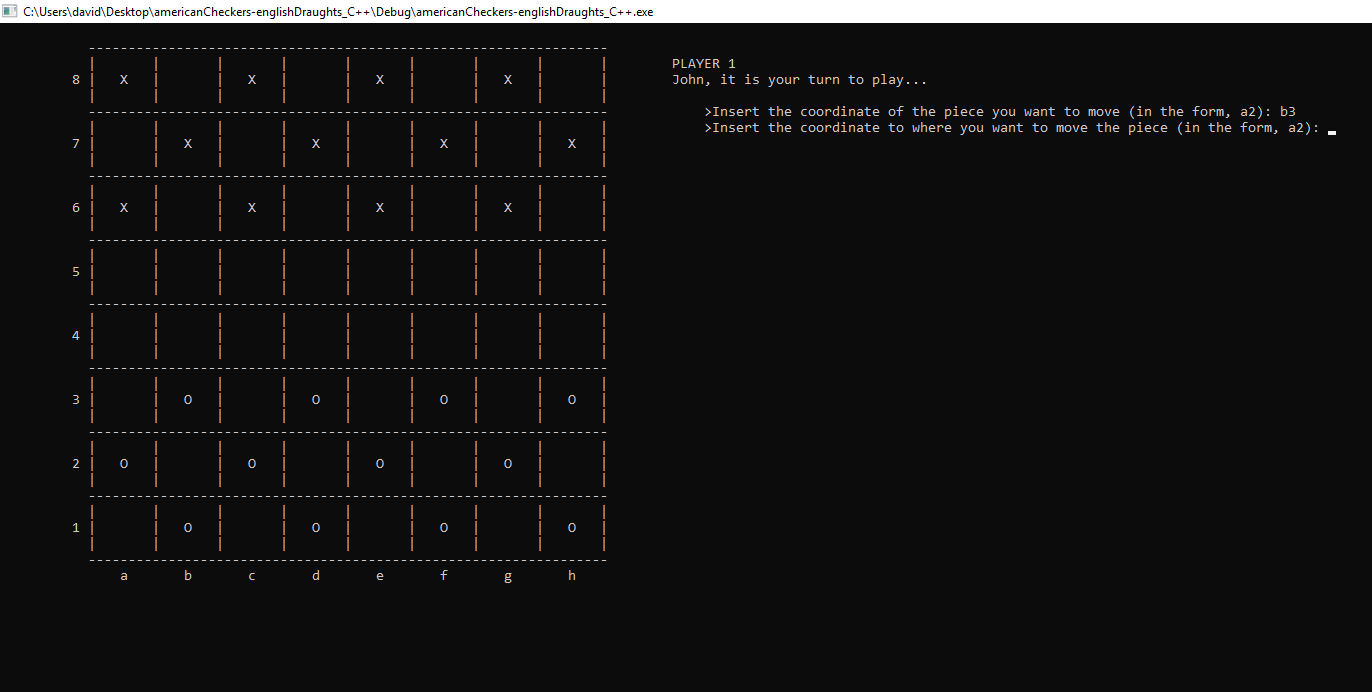 C:\Users\david\Desktop\americanCheckers-englishDraughts_C++\Debug\americanCheckers-englishDraughts_C++.exe
8 X X X X
7 X X X X
6 X X X X
5
4
3 O O O O
2 O O O O
1 O O O O
a b c d e f g h
PLAYER 1
John, it is your turn to play...
>Insert the coordinate of the piece you want to move (in the form, a2): b3
>Insert the coordinate to where you want to move the piece (in the form, a2):